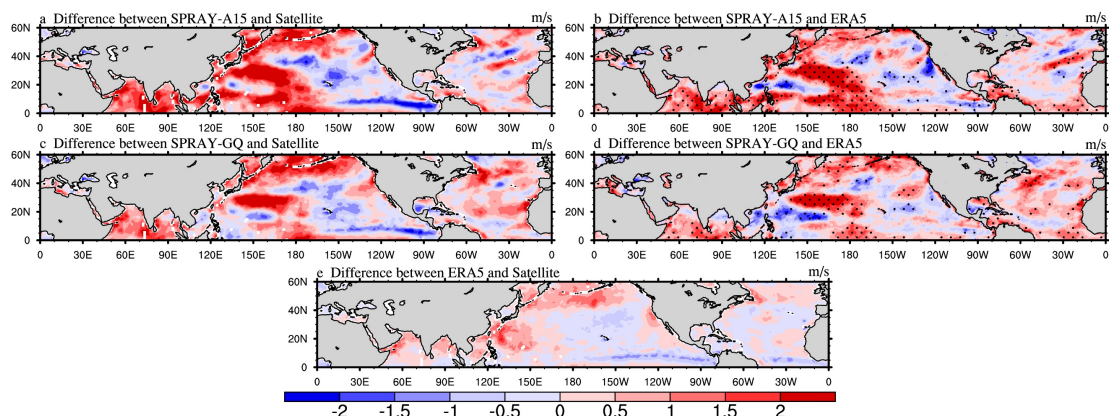 a Difference between SPRAY-A15 and Satellite m/s
60N
40N
20N
0
0 30E 60E 90E 120E 150E 180 150W 120W 90W 60W 30W 0
b Difference between SPRAY-A15 and ERA5 m/s
60N
40N
20N
0
0 30E 60E 90E 120E 150E 180 150W 120W 90W 60W 30W 0
c Difference between SPRAY-GQ and Satellite m/s
60N
40N
20N
0
0 30E 60E 90E 120E 150E 180 150W 120W 90W 60W 30W 0
d Difference between SPRAY-GQ and ERA5 m/s
60N
40N
20N
0
0 30E 60E 90E 120E 150E 180 150W 120W 90W 60W 30W 0
e Difference between ERA5 and Satellite m/s
60N
40N
20N
0
0 30E 60E 90E 120E 150E 180 150W 120W 90W 60W 30W 0
-2 -1.5 -1 -0.5 0 0.5 1 1.5 2